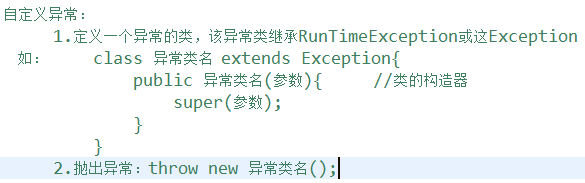 自定义异常：
1.定义一个异常的类，该异常类继承RunTimeException或这Exception
如： class 异常类名 extends Exception{
public 异常类名(参数){ //类的构造器
super(参数);
}
}
2.抛出异常：throw new 异常类名();